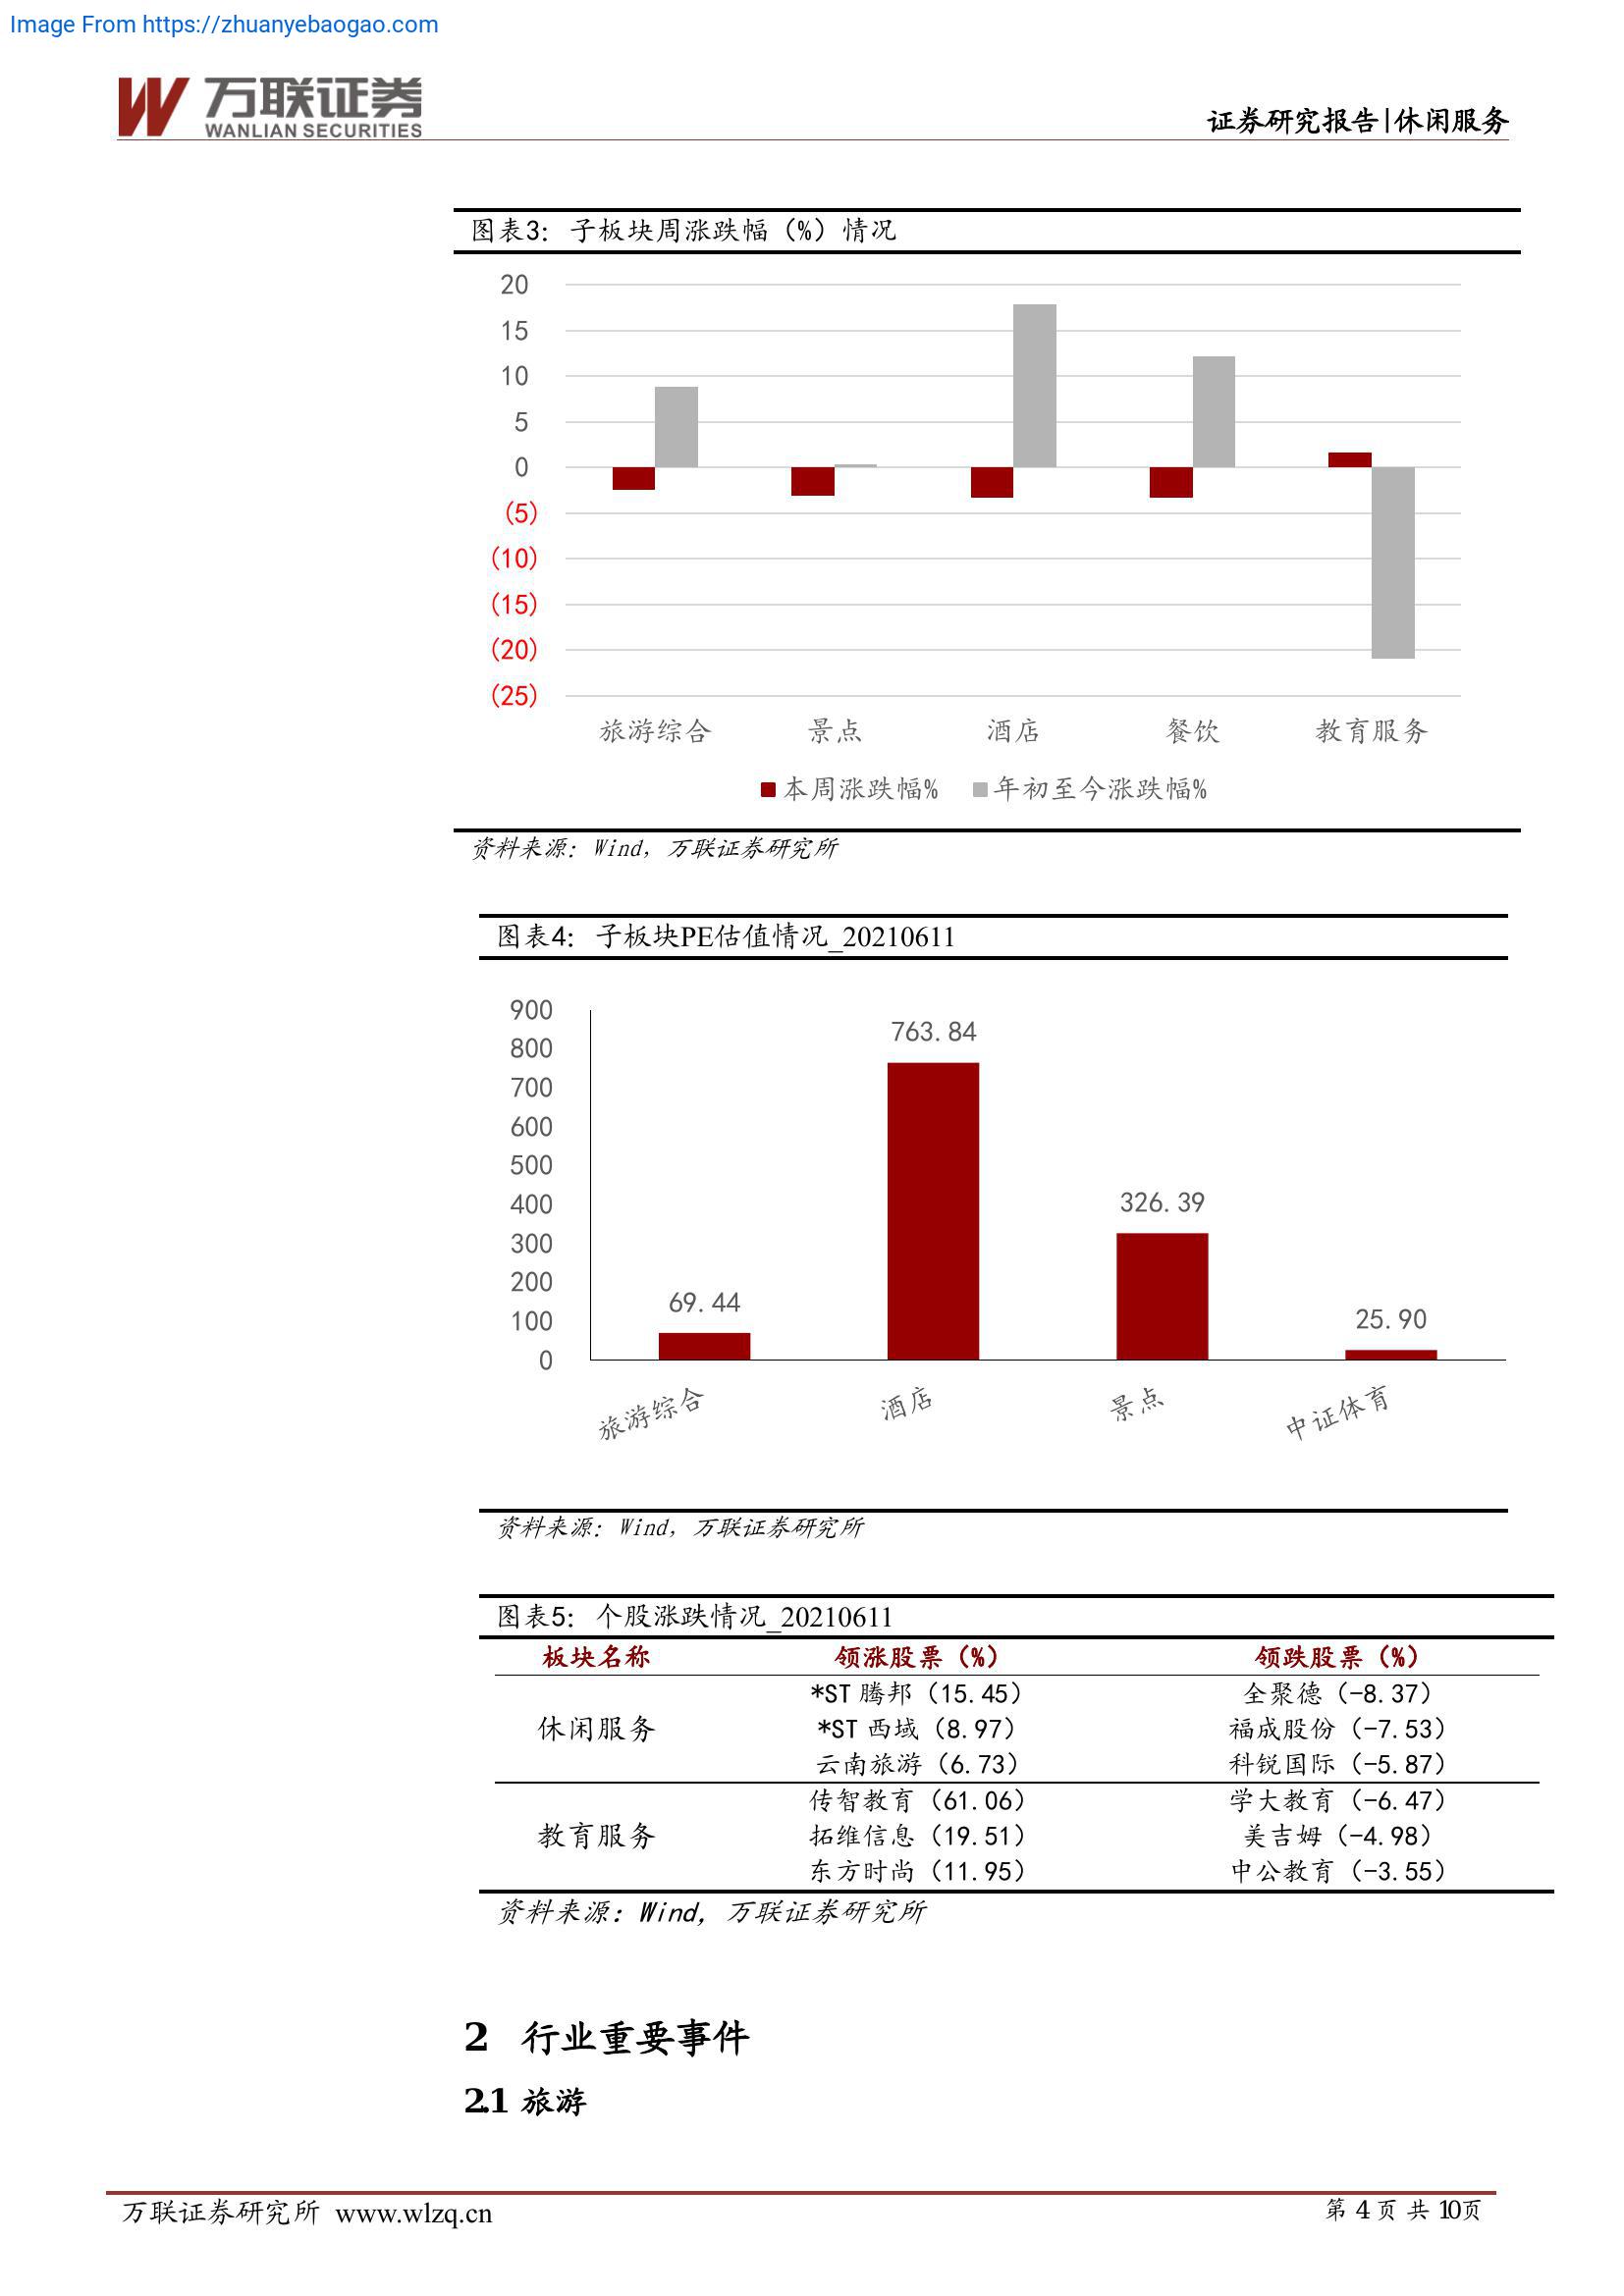 Image From https://zhuanyebaogao.com
万联证券
WANLIAN SECURITIES
证券研究报告|休闲服务
图表3：子板块周涨跌幅（%）情况
20
15
10
5
0
(5)
(10)
(15)
(20)
(25)
旅游综合 景点 酒店 餐饮 教育服务
本周涨跌幅% 年初至今涨跌幅%
资料来源：Wind，万联证券研究所
图表4：子板块PE估值情况_20210611
900
800
700
600
500
400
300
200
100
0
69.44 763.84 326.39 25.90
旅游综合 酒店 景点 中证体育
资料来源：Wind，万联证券研究所
图表5：个股涨跌情况_20210611
板块名称 领涨股票（%） 领跌股票（%）
*ST 腾邦（15.45） 全聚德（-8.37）
休闲服务 *ST 西域（8.97） 福成股份（-7.53）
云南旅游（6.73） 科锐国际（-5.87）
传智教育（61.06） 学大教育（-6.47）
教育服务 拓维信息（19.51） 美吉姆（-4.98）
东方时尚（11.95） 中公教育（-3.55）
资料来源：Wind，万联证券研究所
2 行业重要事件
2.1 旅游
万联证券研究所 www.wlzq.cn 第 4 页 共 10页